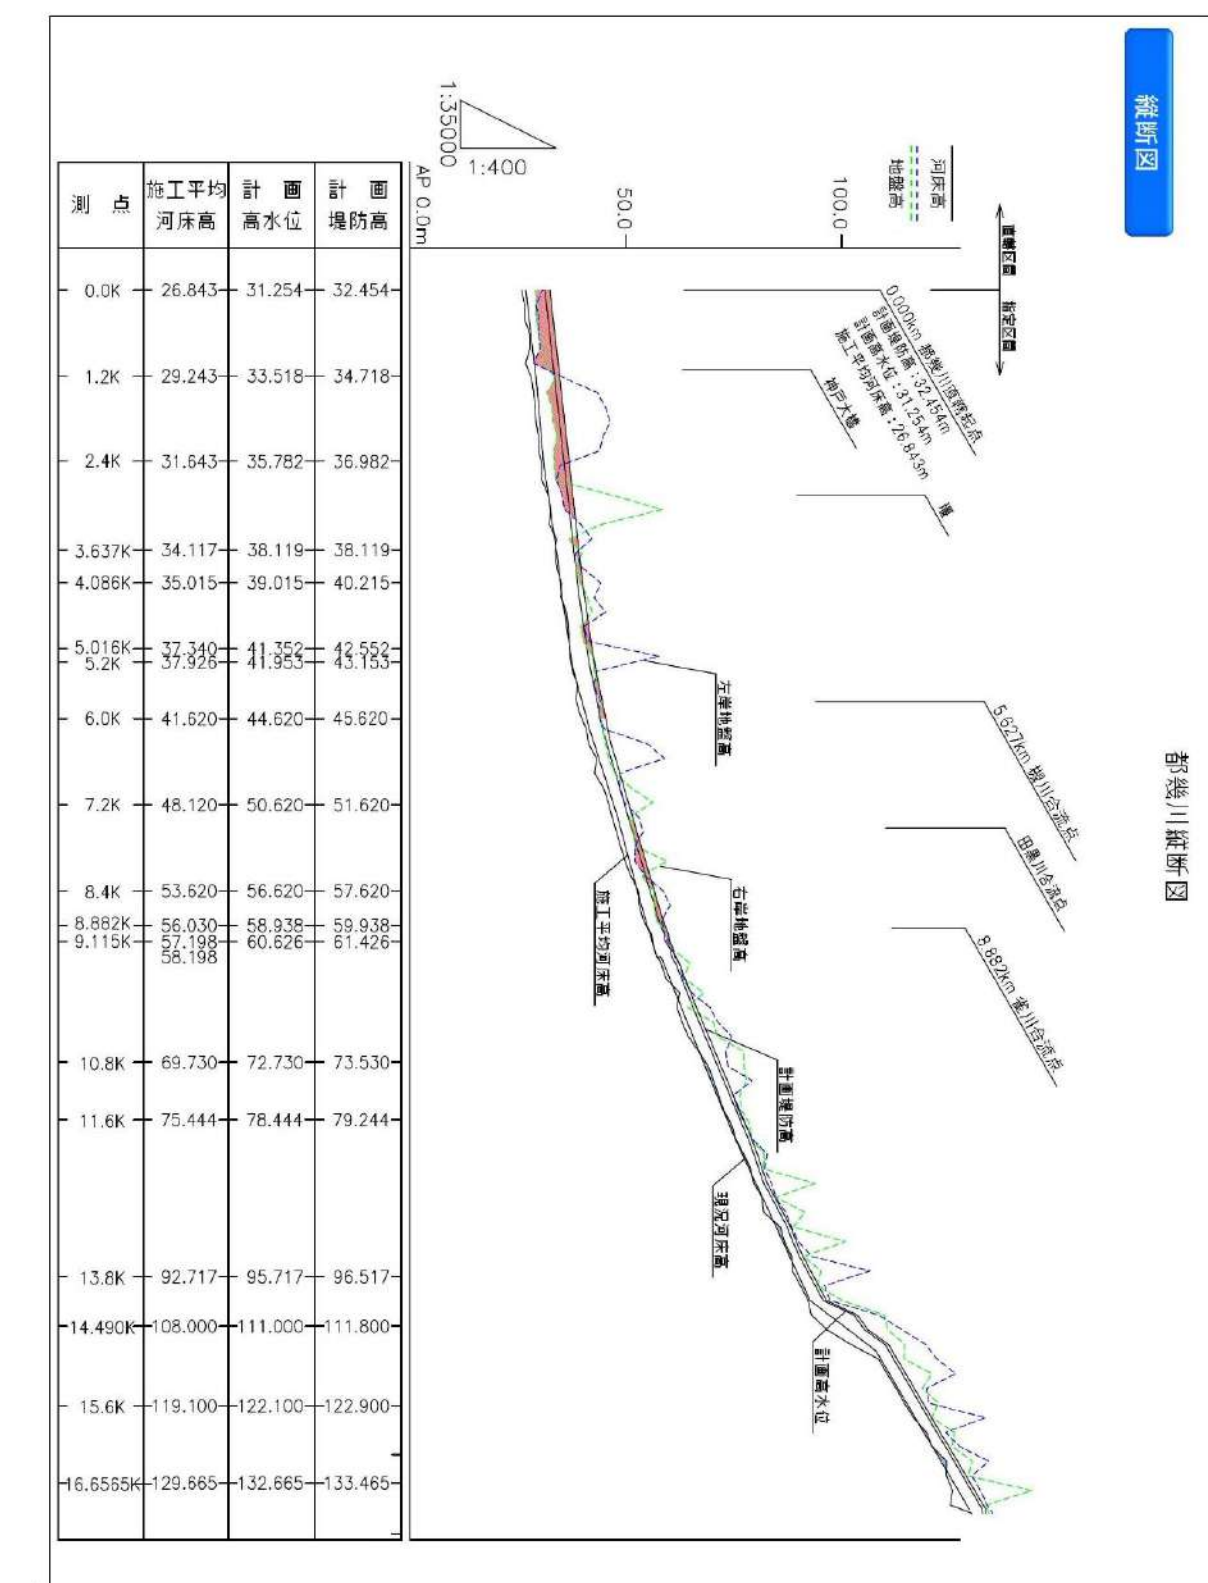 縦断図
都幾川縦断図
河床高
地盤高
直轄区間 指定区間
1:35000
1:400
AP 0.0m
50.0
100.0
0.000km 都幾川直轄起点
計画堤防高：32.454m
計画高水位：31.254m
施工平均河床高：26.843m
神戸大橋
堰
5.627km 槻川合流点
田黒川合流点
8.882km 雀川合流点
左岸地盤高
右岸地盤高
施工平均河床高
計画堤防高
現況河床高
計画高水位
測 点 施工平均河床高 計 画 高水位 計 画 堤防高
0.0K 26.843 31.254 32.454
1.2K 29.243 33.518 34.718
2.4K 31.643 35.782 36.982
3.637K 34.117 38.119 38.119
4.086K 35.015 39.015 40.215
5.016K 37.340 41.352 42.552
5.2K 37.926 41.953 43.153
6.0K 41.620 44.620 45.620
7.2K 48.120 50.620 51.620
8.4K 53.620 56.620 57.620
8.882K 56.030 58.938 59.938
9.115K 57.198 60.626 61.426
58.198
10.8K 69.730 72.730 73.530
11.6K 75.444 78.444 79.244
13.8K 92.717 95.717 96.517
14.490K 108.000 111.000 111.800
15.6K 119.100 122.100 122.900
16.6565K 129.665 132.665 133.465